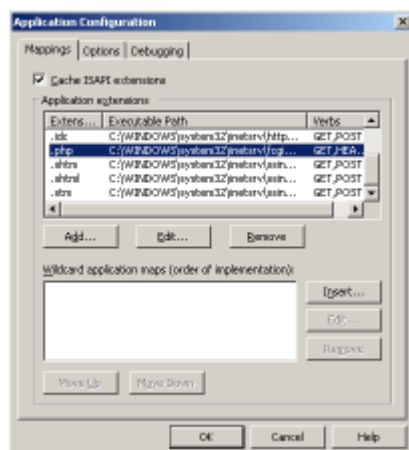 Application Configuration
Mappings Options Debugging
Cache ISAPI extensions
Application extensions
Extens... Executable Path Verbs
.idc C:\WINDOWS\system32\inetsrv\http... GET,POST
.php C:\WINDOWS\system32\inetsrv\fcgi... GET,HEA...
.shtm C:\WINDOWS\system32\inetsrv\ssin... GET,POST
.shtml C:\WINDOWS\system32\inetsrv\ssin... GET,POST
.stm C:\WINDOWS\system32\inetsrv\ssin... GET,POST
Add... Edit... Remove
Wildcard application maps (order of implementation):
Insert...
Edit...
Remove
Move Up Move Down
OK Cancel Help